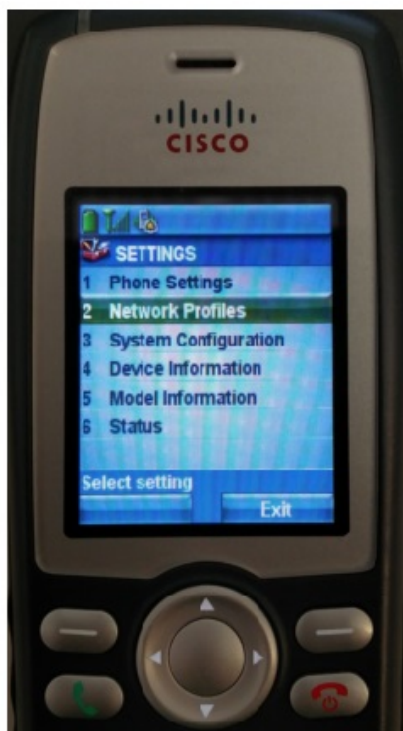 CISCO
SETTINGS
1 Phone Settings
2 Network Profiles
3 System Configuration
4 Device Information
5 Model Information
6 Status
Select setting
Exit